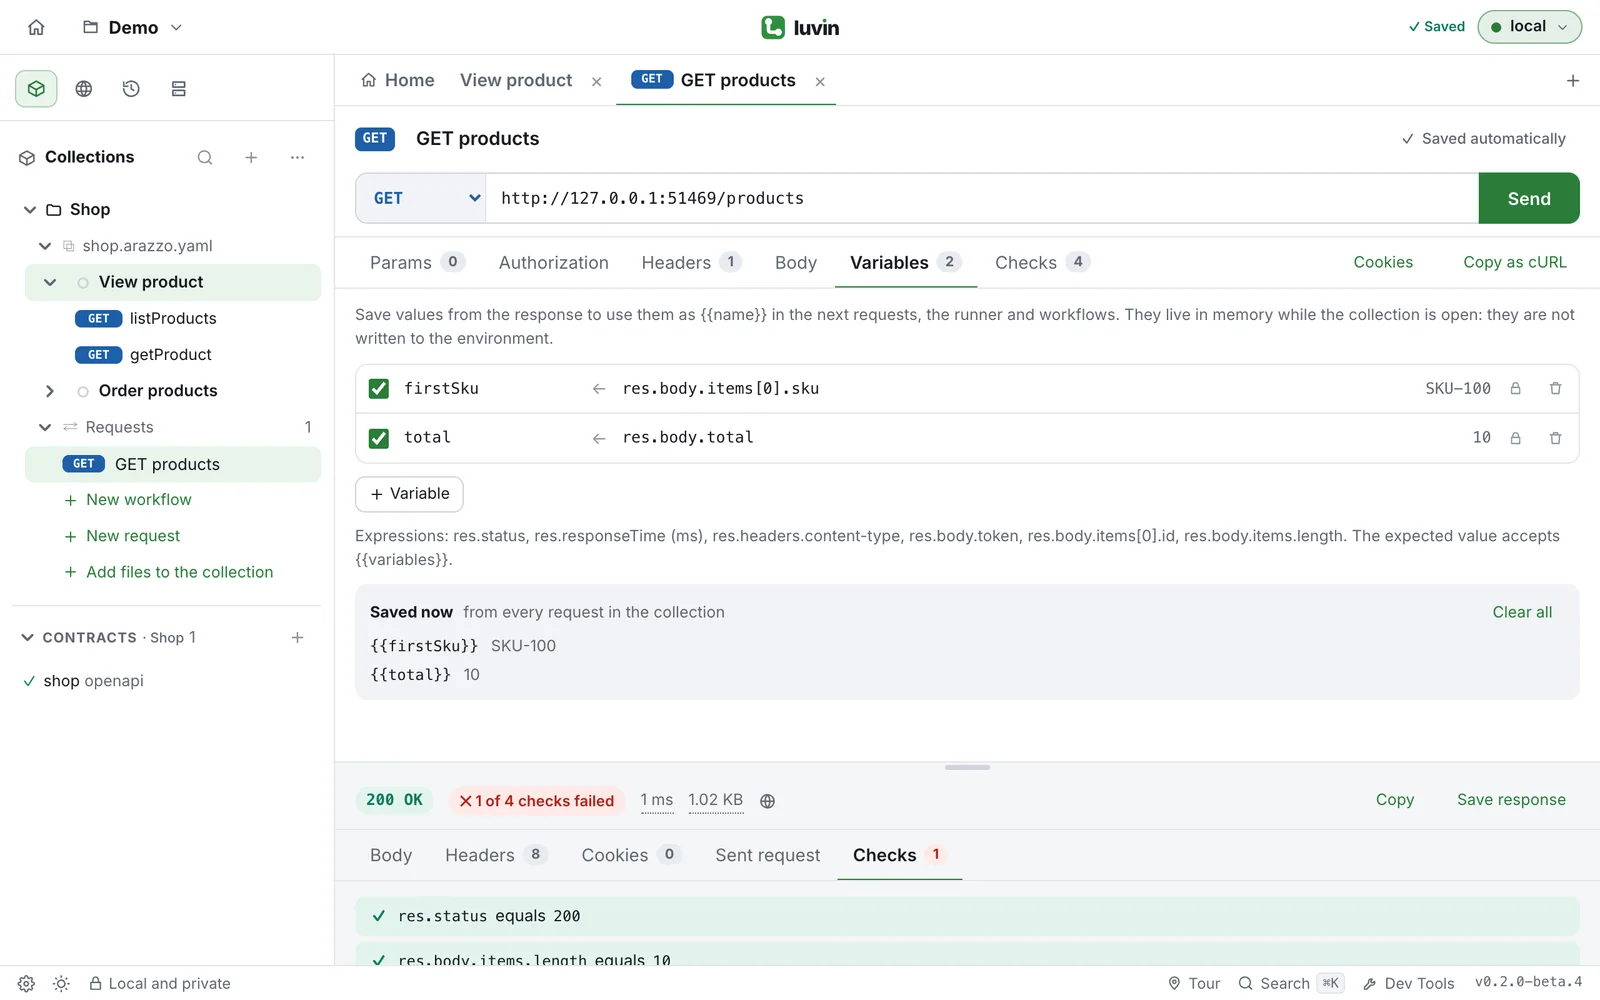 Demo
luvin
Saved
local
Home
View product
GET GET products
Collections
GET GET products
Saved automatically
GET
http://127.0.0.1:51469/products
Send
Shop
shop.arazzo.yaml
View product
GET listProducts
GET getProduct
Order products
Requests 1
GET GET products
New workflow
New request
Add files to the collection
CONTRACTS · Shop 1
shop openapi
Params 0
Authorization
Headers 1
Body
Variables 2
Checks 4
Cookies
Copy as cURL
Save values from the response to use them as {{name}} in the next requests, the runner and workflows. They live in memory while the collection is open: they are not
written to the environment.
firstSku ← res.body.items[0].sku SKU-100
total ← res.body.total 10
+ Variable
Expressions: res.status, res.responseTime (ms), res.headers.content-type, res.body.token, res.body.items[0].id, res.body.items.length. The expected value accepts
{{variables}}.
Saved now from every request in the collection
Clear all
{{firstSku}} SKU-100
{{total}} 10
200 OK
1 of 4 checks failed
1 ms
1.02 KB
Copy
Save response
Body
Headers 8
Cookies 0
Sent request
Checks 1
res.status equals 200
res.body.items.length equals 10
Local and private
Tour
Search ⌘K
Dev Tools
v0.2.0-beta.4